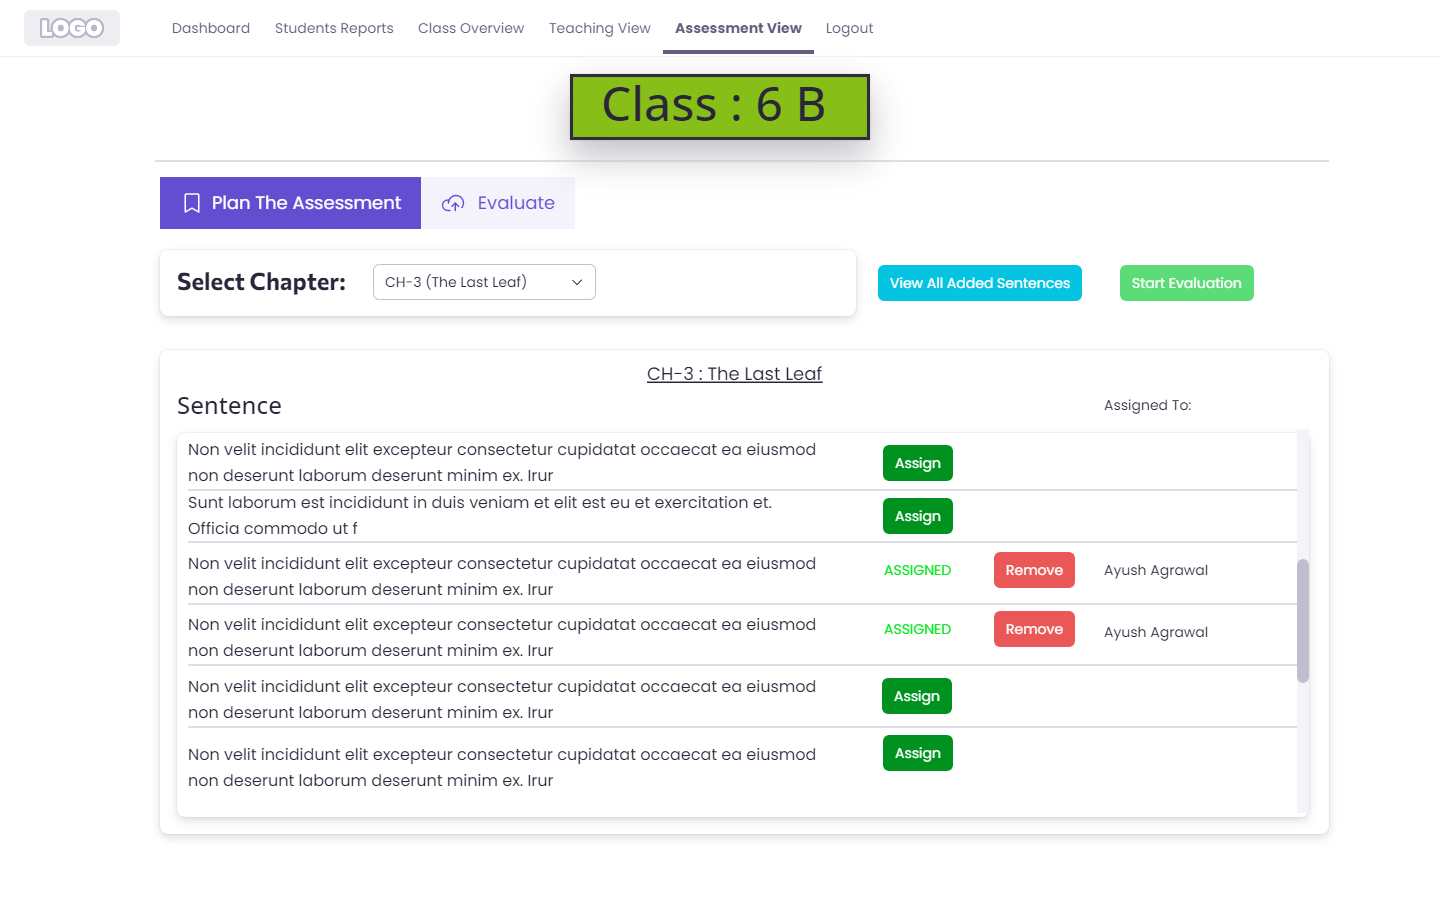 LOGO
Dashboard
Students Reports
Class Overview
Teaching View
Assessment View
Logout
Class : 6 B
Plan The Assessment
Evaluate
Select Chapter:
CH-3 (The Last Leaf)
View All Added Sentences
Start Evaluation
CH-3 : The Last Leaf
Sentence
Assigned To:
Non velit incididunt elit excepteur consectetur cupidatat occaecat ea eiusmod
non deserunt laborum deserunt minim ex. Irur
Assign
Sunt laborum est incididunt in duis veniam et elit est eu et exercitation et.
Officia commodo ut f
Assign
Non velit incididunt elit excepteur consectetur cupidatat occaecat ea eiusmod
non deserunt laborum deserunt minim ex. Irur
ASSIGNED
Remove
Ayush Agrawal
Non velit incididunt elit excepteur consectetur cupidatat occaecat ea eiusmod
non deserunt laborum deserunt minim ex. Irur
ASSIGNED
Remove
Ayush Agrawal
Non velit incididunt elit excepteur consectetur cupidatat occaecat ea eiusmod
non deserunt laborum deserunt minim ex. Irur
Assign
Non velit incididunt elit excepteur consectetur cupidatat occaecat ea eiusmod
non deserunt laborum deserunt minim ex. Irur
Assign